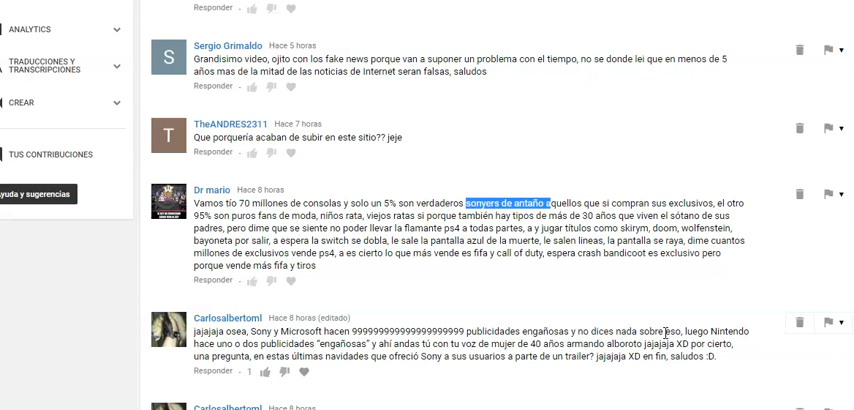 Responder
ANALYTICS
Sergio Grimaldo Hace 5 horas
Grandisimo video, ojito con los fake news porque van a suponer un problema con el tiempo, no se donde lei que en menos de 5
años mas de la mitad de las noticias de Internet seran falsas, saludos
Responder
TRADUCCIONES Y
TRANSCRIPCIONES
CREAR
TheANDRES2311 Hace 7 horas
Que porquería acaban de subir en este sitio?? jeje
Responder
TUS CONTRIBUCIONES
Ayuda y sugerencias
Dr mario Hace 8 horas
Vamos tío 70 millones de consolas y solo un 5% son verdaderos sonyers de antaño aquellos que si compran sus exclusivos, el otro
95% son puros fans de moda, niños rata, viejos ratas si porque también hay tipos de más de 30 años que viven el sótano de sus
padres, pero dime que se siente no poder llevar la flamante ps4 a todas partes, a y jugar títulos como skirym, doom, wolfenstein,
bayoneta por salir, a espera la switch se dobla, le sale la pantalla azul de la muerte, le salen lineas, la pantalla se raya, dime cuantos
millones de exclusivos vende ps4, a es cierto lo que más vende es fifa y call of duty, espera crash bandicoot es exclusivo pero
porque vende más fifa y tiros
Responder
Carlosalbertoml Hace 8 horas (editado)
jajajaja osea, Sony y Microsoft hacen 9999999999999999999999 publicidades engañosas y no dices nada sobre eso, luego Nintendo
hace uno o dos publicidades “engañosas” y ahí andas tú con tu voz de mujer de 40 años armando alboroto jajajaja XD por cierto,
una pregunta, en estas últimas navidades que ofreció Sony a sus usuarios a parte de un trailer? jajajaja XD en fin, saludos :D.
Responder 1
Carlosalbertoml Hace 8 horas